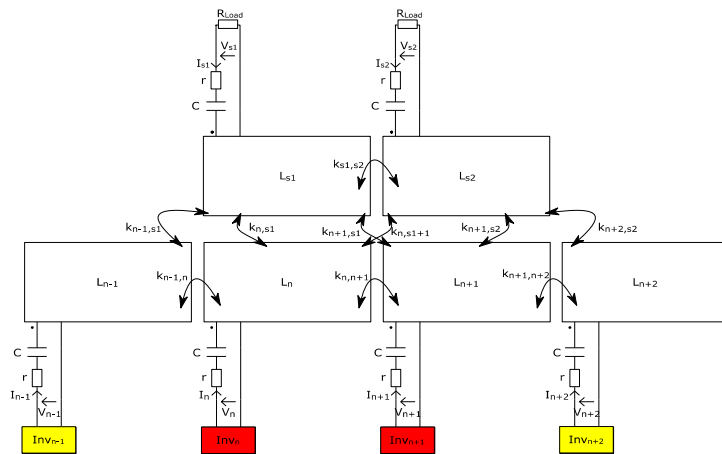 RLoad RLoad
Vs1 Vs2
Is1 Is2
r r
C C
Ls1 ks1,s2 Ls2
kn-1,s1 kn,s1 kn+1,s1 kn,s1+1 kn+1,s2 kn+2,s2
Ln-1 kn-1,n Ln kn,n+1 Ln+1 kn+1,n+2 Ln+2
C C C C
r r r r
In-1 In In+1 In+2
Vn-1 Vn Vn+1 Vn+2
Invn-1 Invn Invn+1 Invn+2